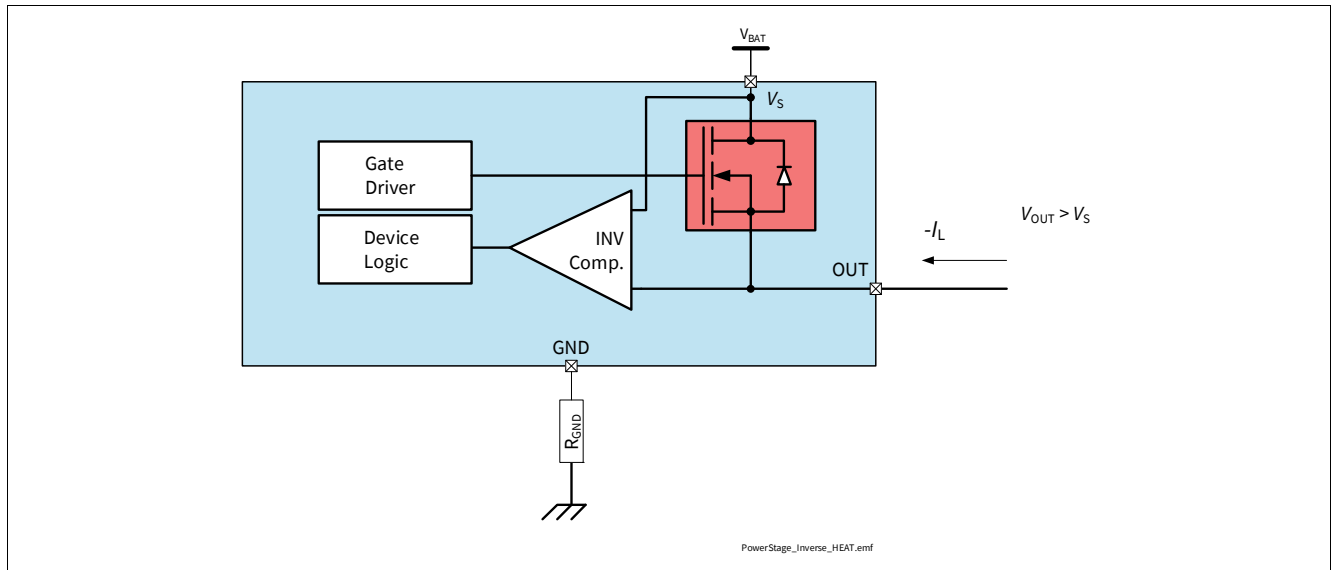 VBAT
VS
Gate
Driver
Device
Logic
INV
Comp.
VOUT > VS
-IL
OUT
GND
RGND
PowerStage_Inverse_HEAT.emf